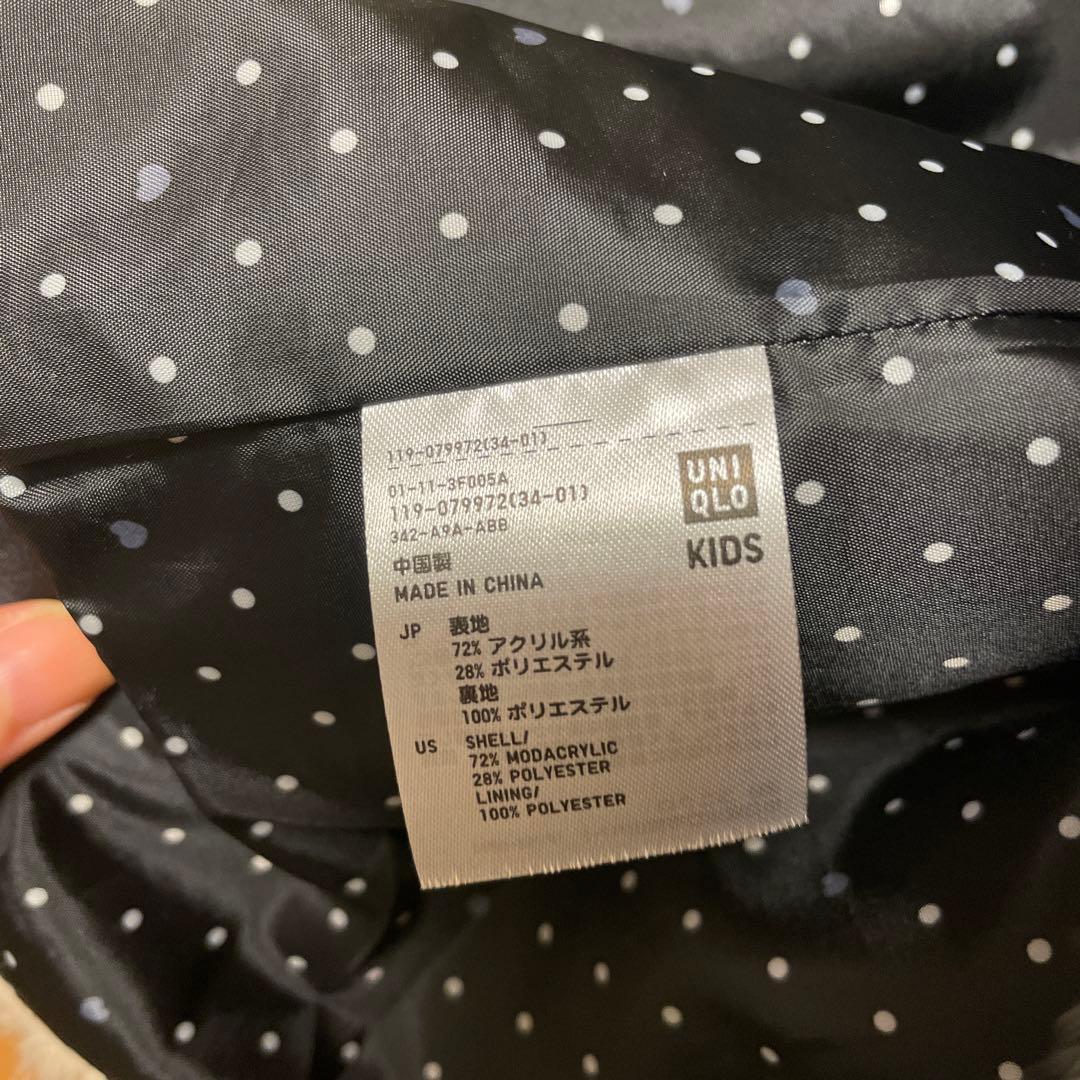 119-079972(34-01)
01-11-3F005A
119-079972(34-01)
342-A9A-ABB
UNI
QLO
KIDS
中国製
MADE IN CHINA
JP 表地
72% アクリル系
28% ポリエステル
裏地
100% ポリエステル
US SHELL/
72% MODACRYLIC
28% POLYESTER
LINING/
100% POLYESTER